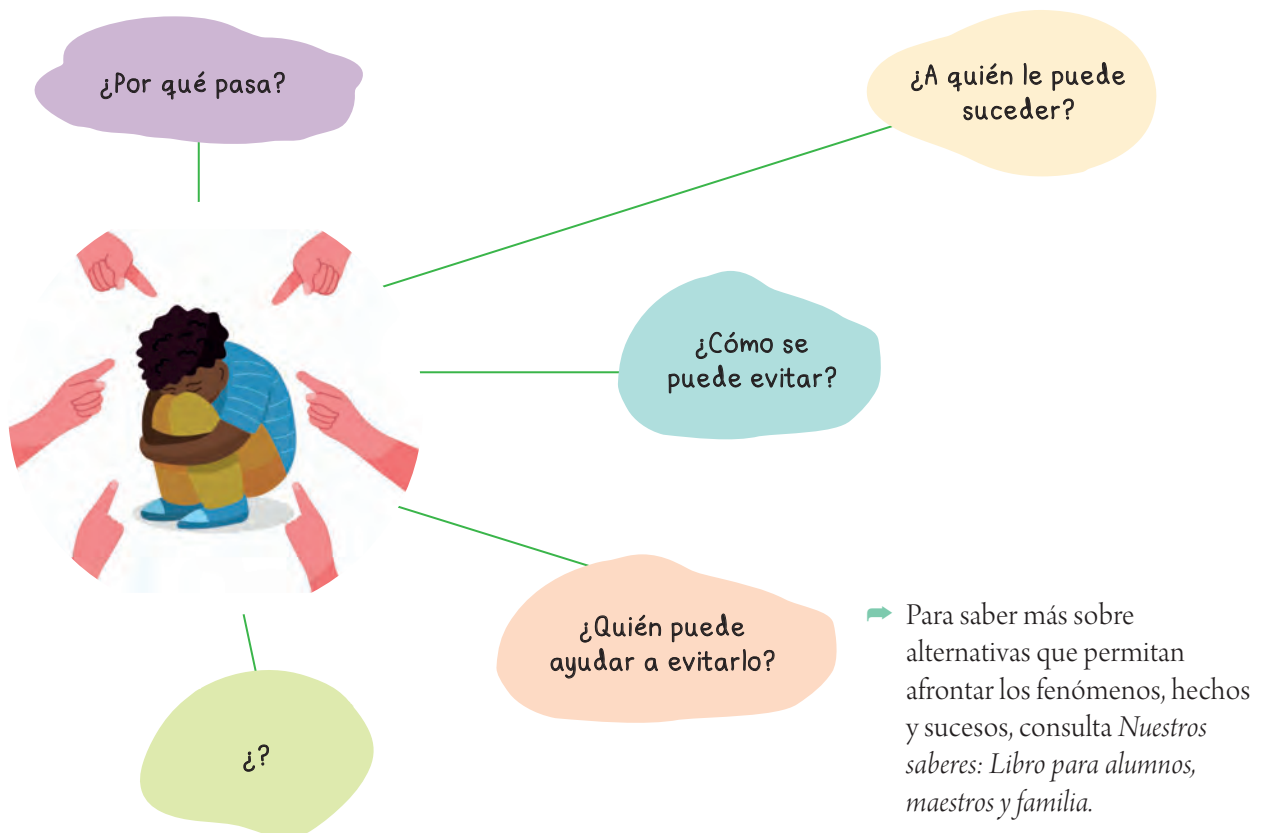 ¿Por qué pasa?
¿A quién le puede
suceder?
¿Cómo se
puede evitar?
¿Quién puede
ayudar a evitarlo?
¿?
Para saber más sobre
alternativas que permitan
afrontar los fenómenos, hechos
y sucesos, consulta Nuestros
saberes: Libro para alumnos,
maestros y familia.